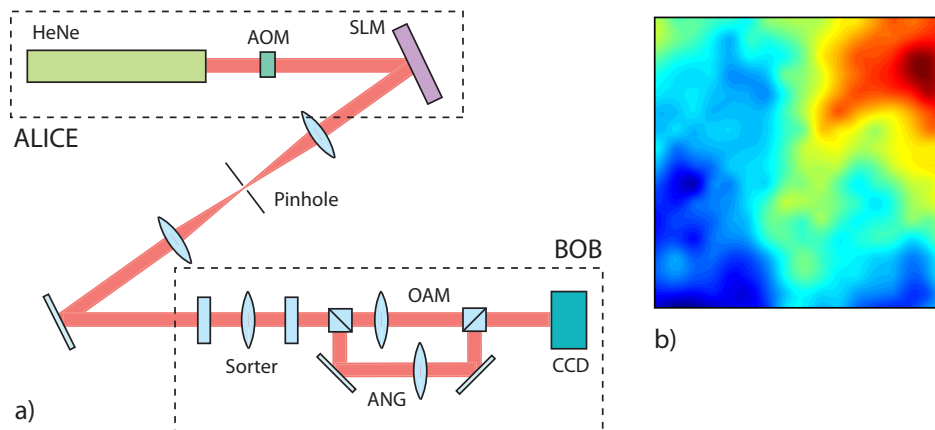 HeNe
AOM
SLM
ALICE
Pinhole
BOB
OAM
Sorter
ANG
CCD
a)
b)